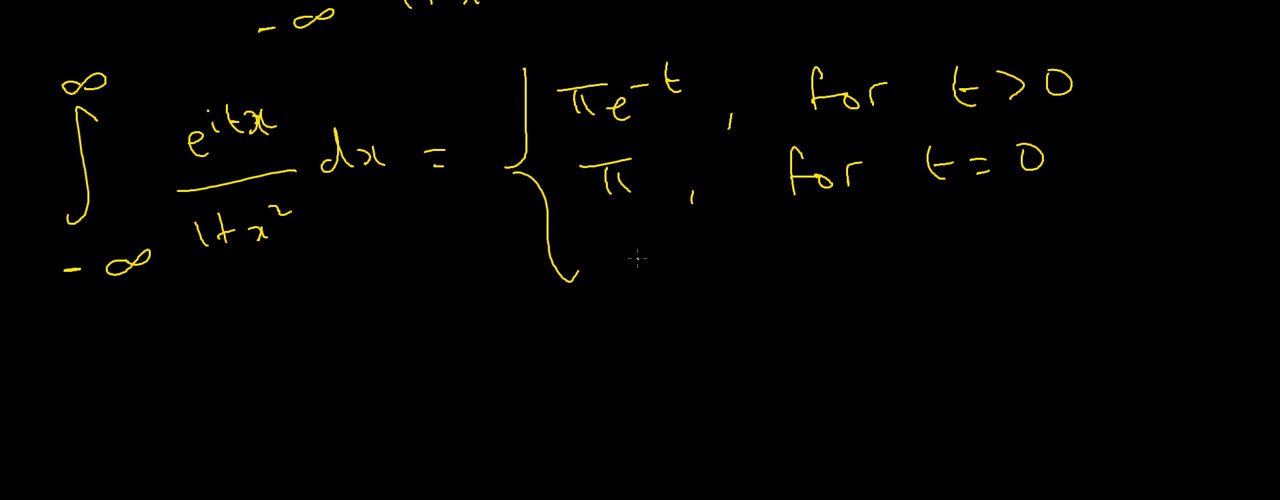 -∞
∫_{-∞}^{∞} e^{itx}/(1+x²) dx = { πe^{-t}, for t>0
π, for t=0